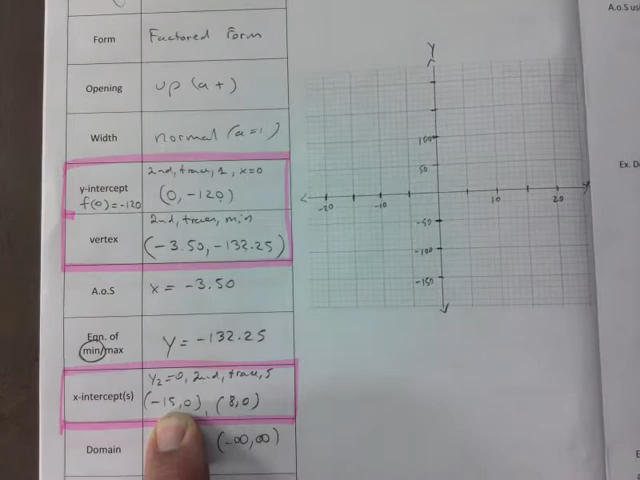 Form
Factored Form
Opening
up (a+)
Width
normal (a=1)
y-intercept
f(0)=-120
2nd, trace, 1, x=0
(0, -120)
vertex
2nd, trace, min
(-3.50, -132.25)
A.o.S
x = -3.50
Eqn. of
min/max
y = -132.25
x-intercept(s)
Y₂=0, 2nd, trace, 5
(-15,0), (8,0)
Domain
(-∞,∞)
Y
100
50
-20
-10
10
20
-50
-100
-150
A.o.S
Ex.